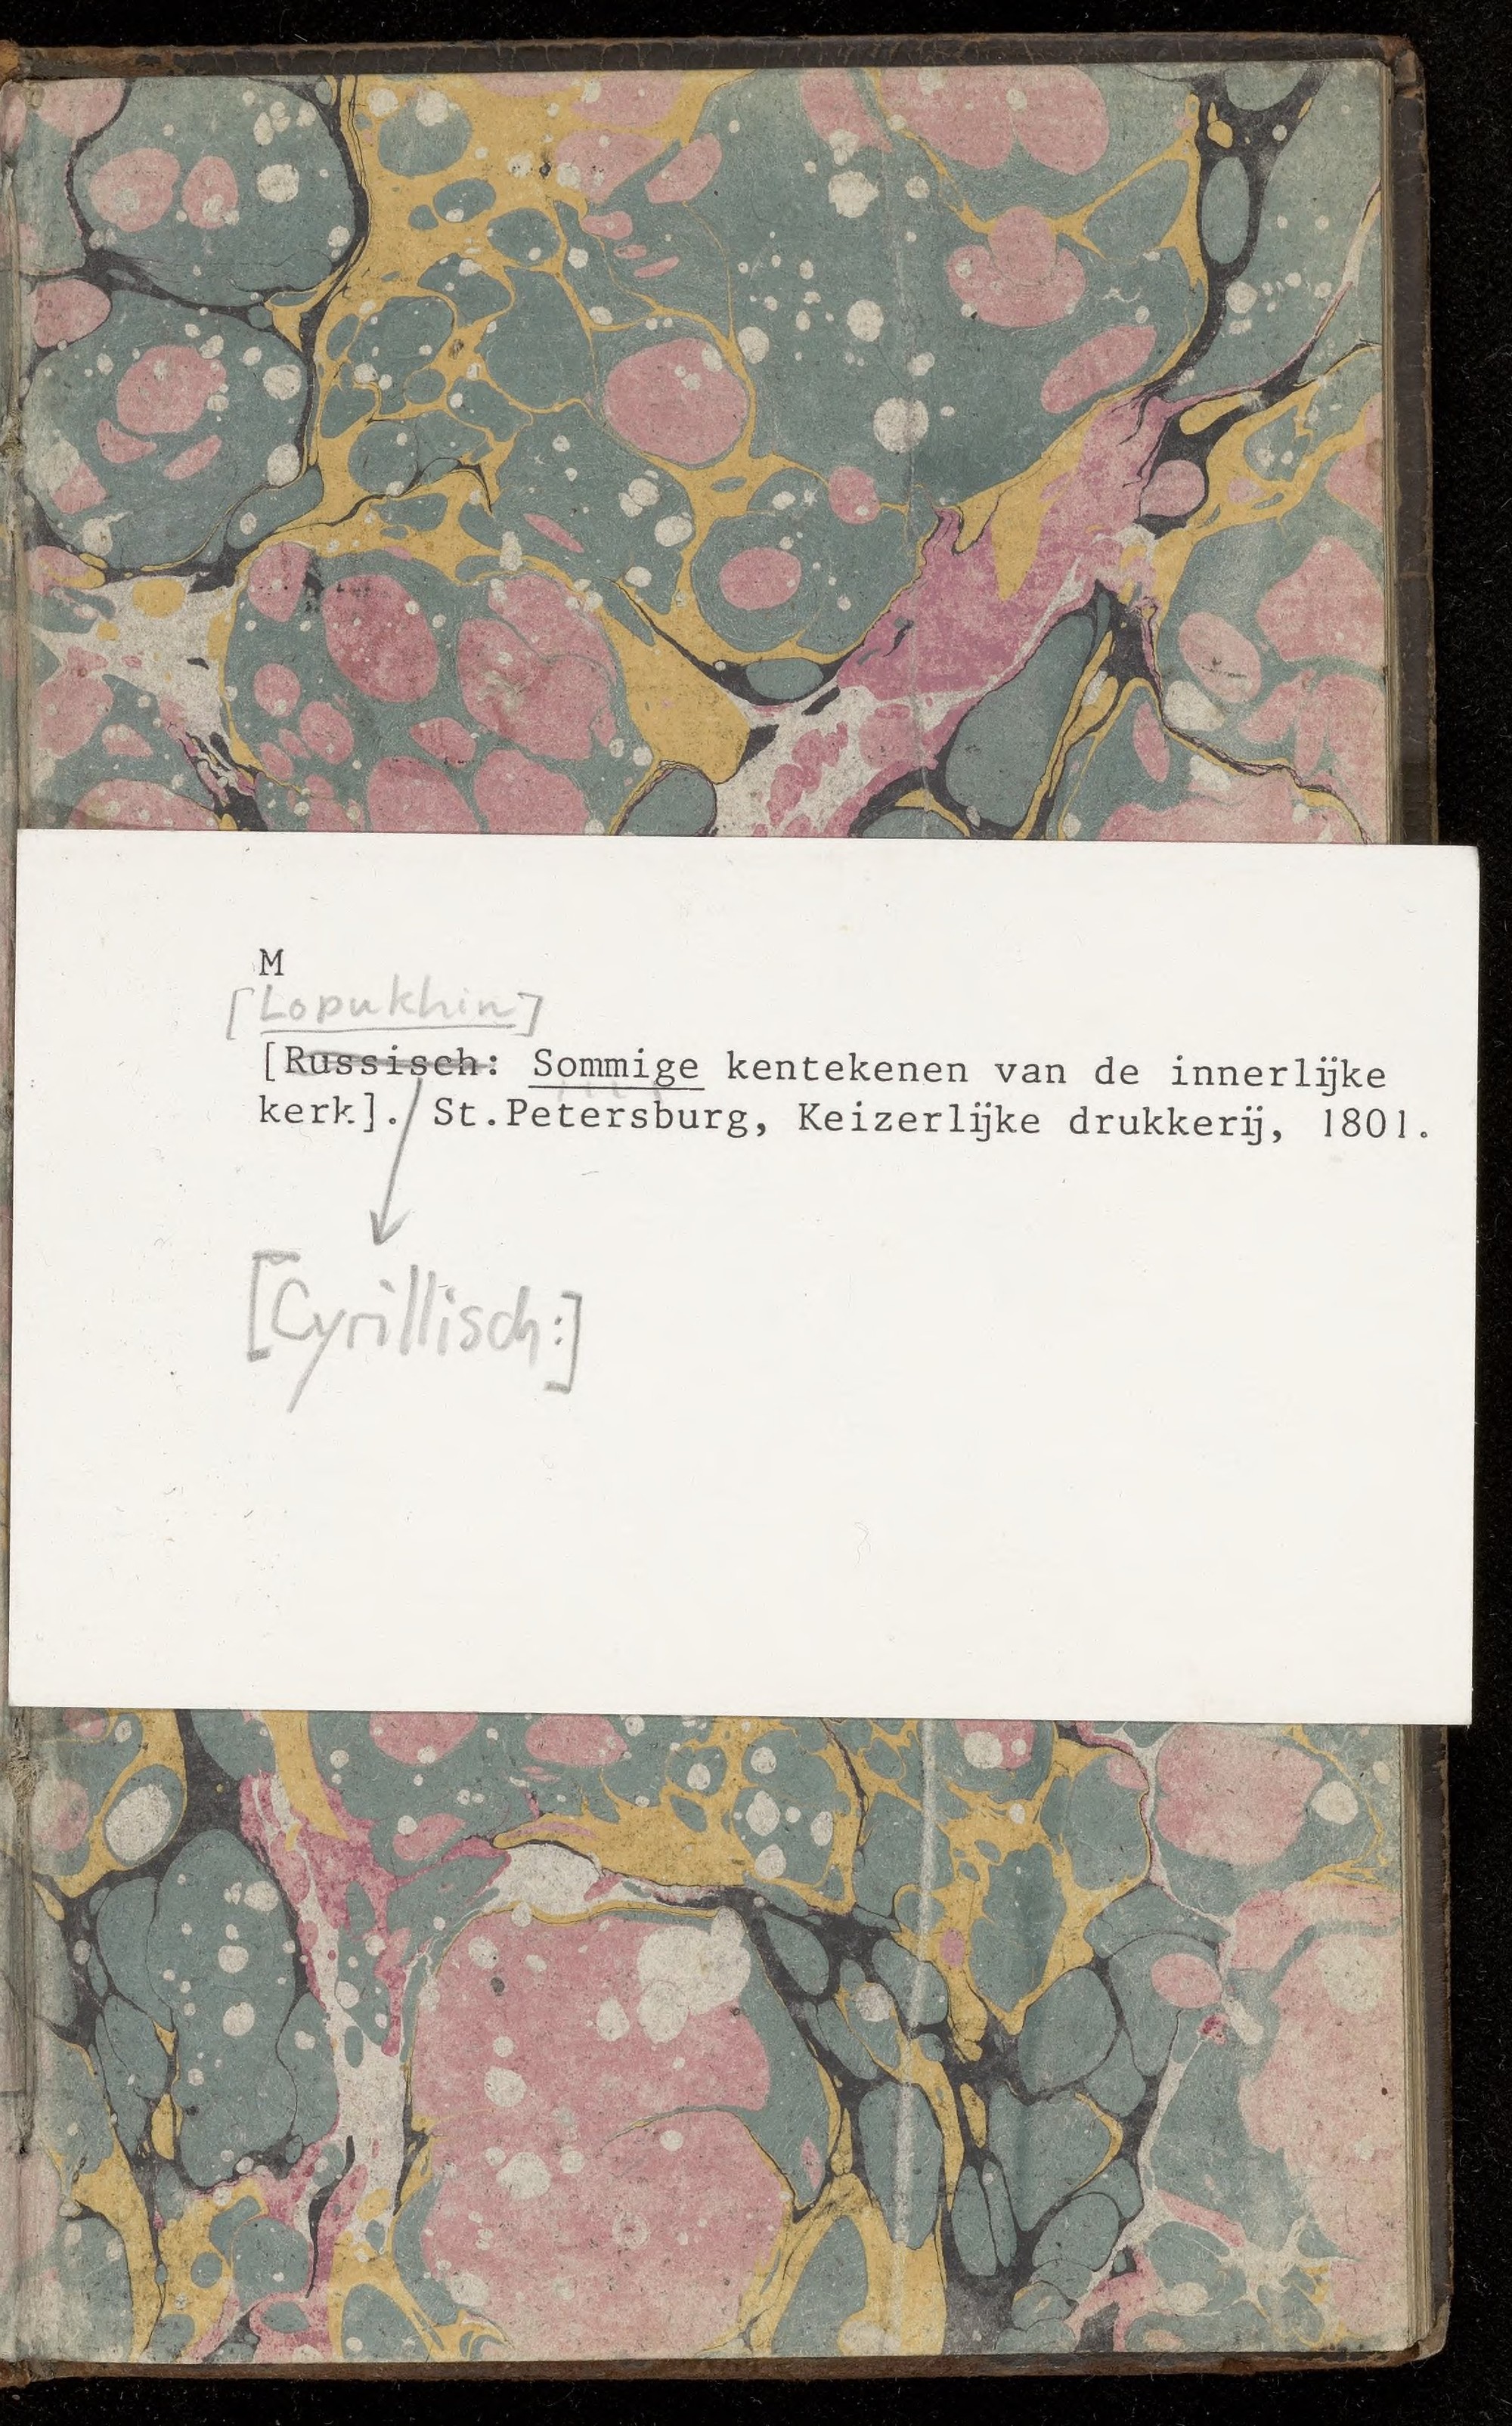 M
[Lopukhin]
[Russisch: Sommige kentekenen van de innerlijke
kerk]. St.Petersburg, Keizerlijke drukkerij, 1801.
[Cyrillisch:]